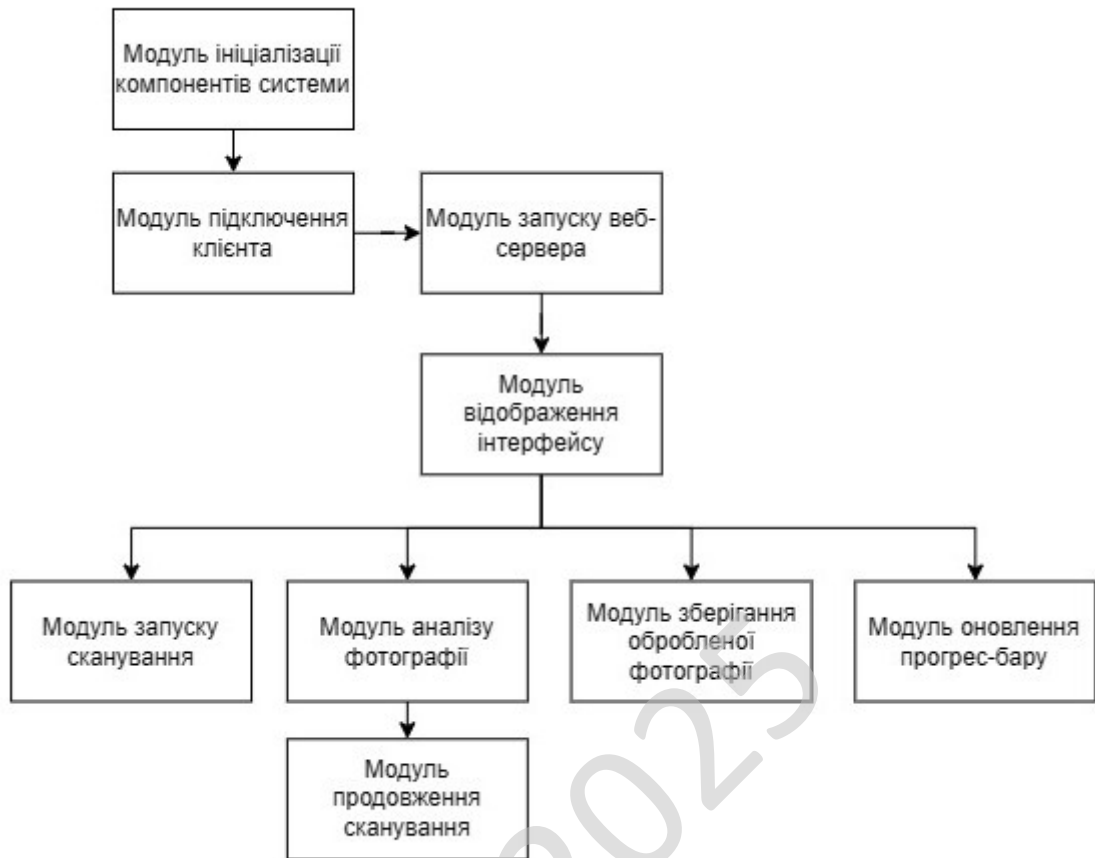 Модуль ініціалізації
компонентів системи
Модуль підключення
клієнта
Модуль запуску веб-
сервера
Модуль
відображення
інтерфейсу
Модуль запуску
сканування
Модуль аналізу
фотографії
Модуль зберігання
обробленої
фотографії
Модуль оновлення
прогрес-бару
Модуль
продовження
сканування
2025